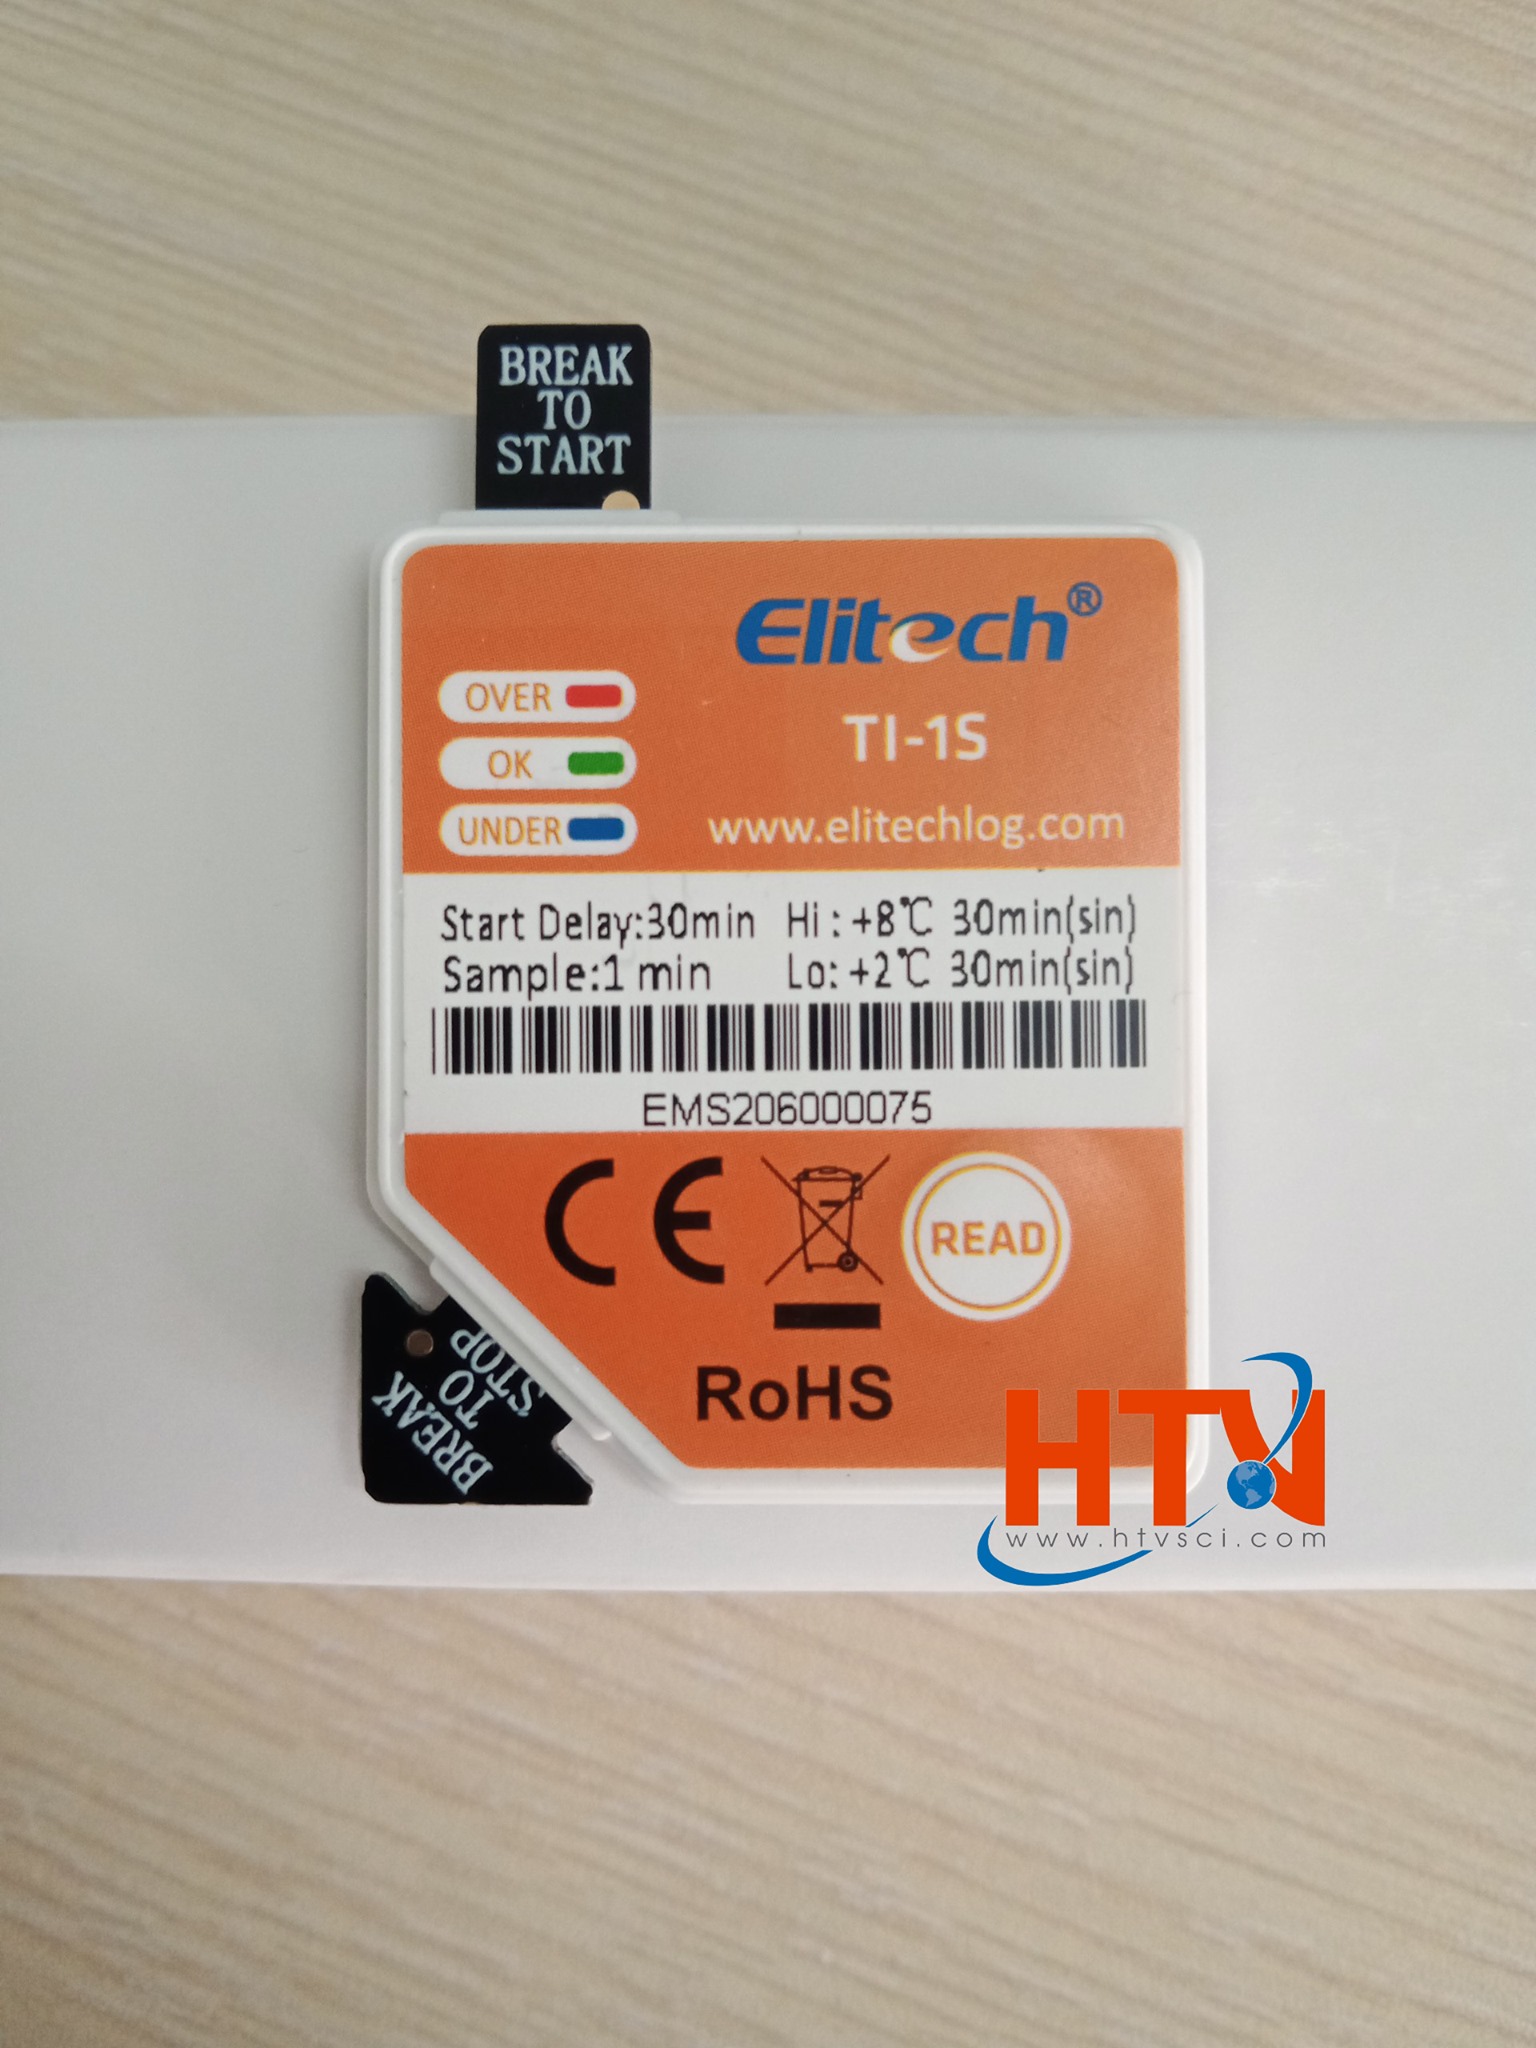 BREAK
TO
START
Elitech®
OVER
OK
UNDER
TI-1S
www.elitechlog.com
Start Delay:30min Hi : +8℃ 30min(sin)
Sample:1 min Lo: +2℃ 30min(sin)
EMS206000075
CE
READ
RoHS
BREAK
TO
STOP
HTV
www.htvsci.com